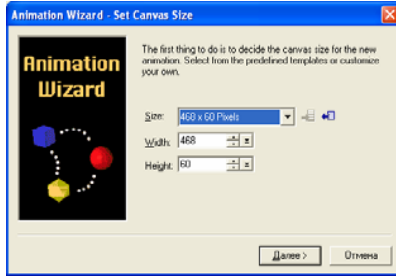 Animation Wizard - Set Canvas Size
Animation
Wizard
The first thing to do is to decide the canvas size for the new
animation. Select from the predefined templates or customize
your own.
Size: 468 x 60 Pixels
Width: 468
Height: 60
Далее >
Отмена